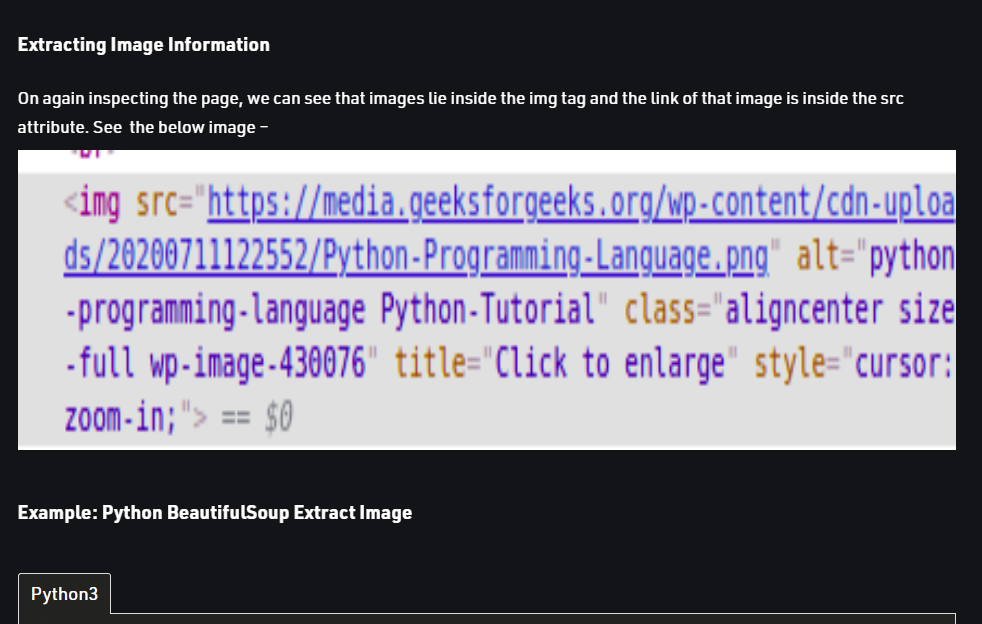 Extracting Image Information
On again inspecting the page, we can see that images lie inside the img tag and the link of that image is inside the src
attribute. See the below image –
<img src="https://media.geeksforgeeks.org/wp-content/cdn-uploa
ds/20200711122552/Python-Programming-Language.png" alt="python
-programming-language Python-Tutorial" class="aligncenter size
-full wp-image-430076" title="Click to enlarge" style="cursor:
zoom-in;"> == $0
Example: Python BeautifulSoup Extract Image
Python3